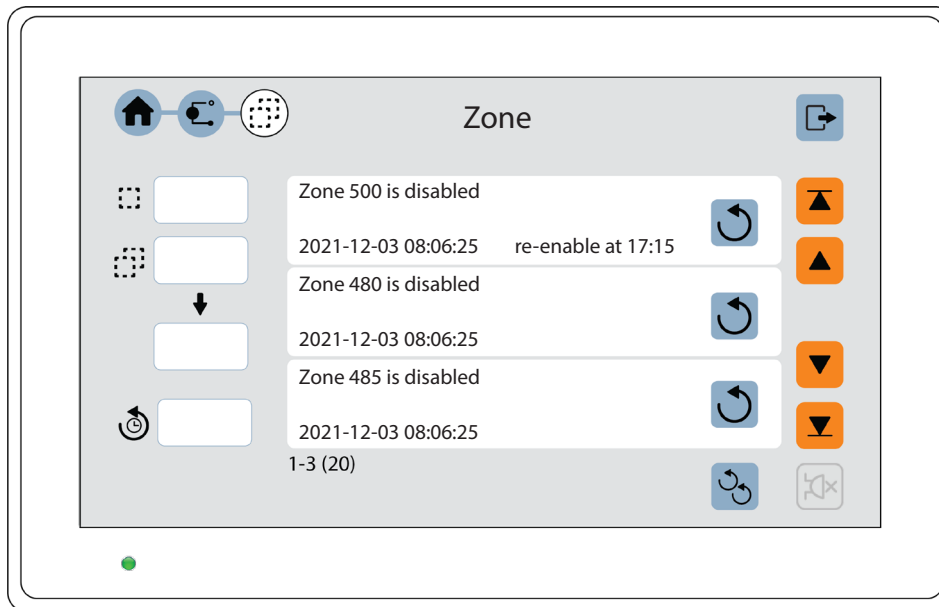 Zone
Zone 500 is disabled
2021-12-03 08:06:25 re-enable at 17:15
Zone 480 is disabled
2021-12-03 08:06:25
Zone 485 is disabled
2021-12-03 08:06:25
1-3 (20)